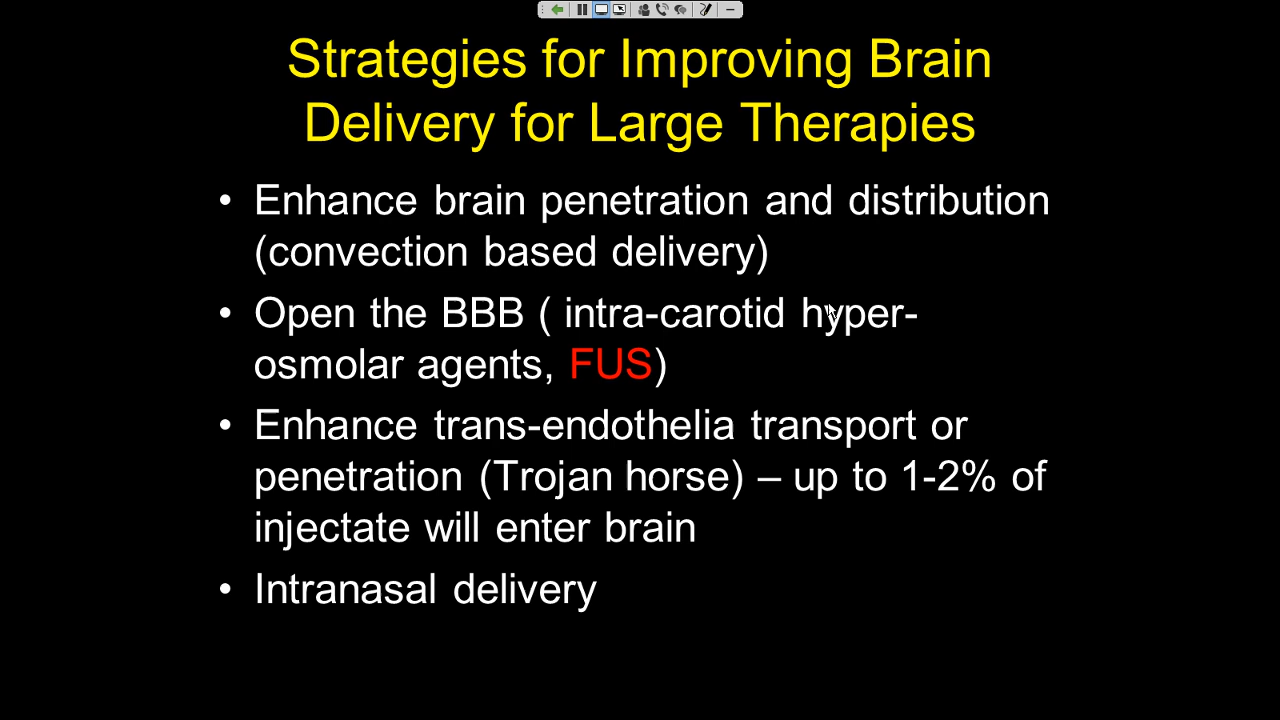 Strategies for Improving Brain
Delivery for Large Therapies
• Enhance brain penetration and distribution
(convection based delivery)
• Open the BBB ( intra-carotid hyper-
osmolar agents, FUS)
• Enhance trans-endothelia transport or
penetration (Trojan horse) – up to 1-2% of
injectate will enter brain
• Intranasal delivery